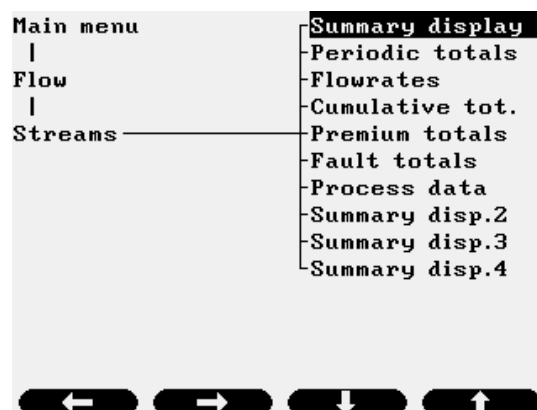 Main menu
Flow
Streams
Summary display
Periodic totals
Flowrates
Cumulative tot.
Premium totals
Fault totals
Process data
Summary disp.2
Summary disp.3
Summary disp.4